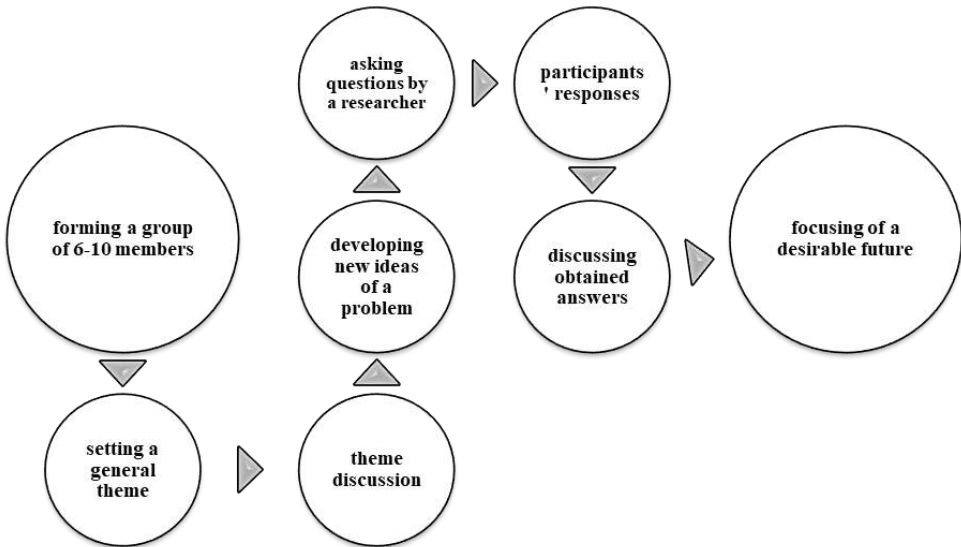 forming a group
of 6-10 members
setting a
general
theme
theme
discussion
developing
new ideas
of a
problem
asking
questions by
a researcher
participants
' responses
discussing
obtained
answers
focusing of a
desirable future